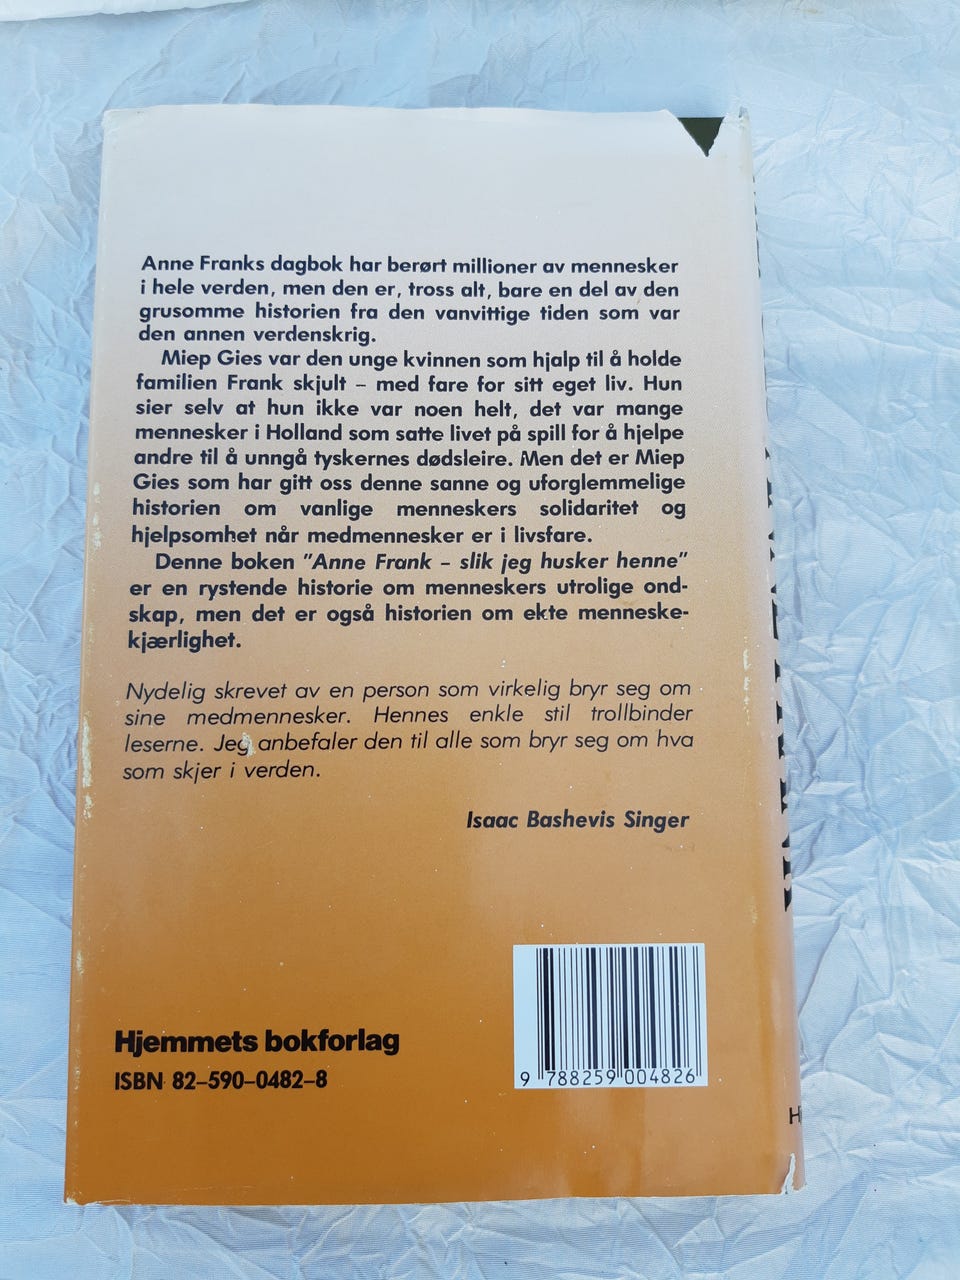 Anne Franks dagbok har berørt millioner av mennesker
i hele verden, men den er, tross alt, bare en del av den
grusomme historien fra den vanvittige tiden som var
den annen verdenskrig.
Miep Gies var den unge kvinnen som hjalp til å holde
familien Frank skjult – med fare for sitt eget liv. Hun
sier selv at hun ikke var noen helt, det var mange
mennesker i Holland som satte livet på spill for å hjelpe
andre til å unngå tyskernes dødsleire. Men det er Miep
Gies som har gitt oss denne sanne og uforglemmelige
historien om vanlige menneskers solidaritet og
hjelpsomhet når medmennesker er i livsfare.
Denne boken "Anne Frank – slik jeg husker henne"
er en rystende historie om menneskers utrolige ond-
skap, men det er også historien om ekte menneske-
kjærlighet.
Nydelig skrevet av en person som virkelig bryr seg om
sine medmennesker. Hennes enkle stil trollbinder
leserne. Jeg anbefaler den til alle som bryr seg om hva
som skjer i verden.
Isaac Bashevis Singer
Hjemmets bokforlag
ISBN 82–590–0482–8
9 788259 004826